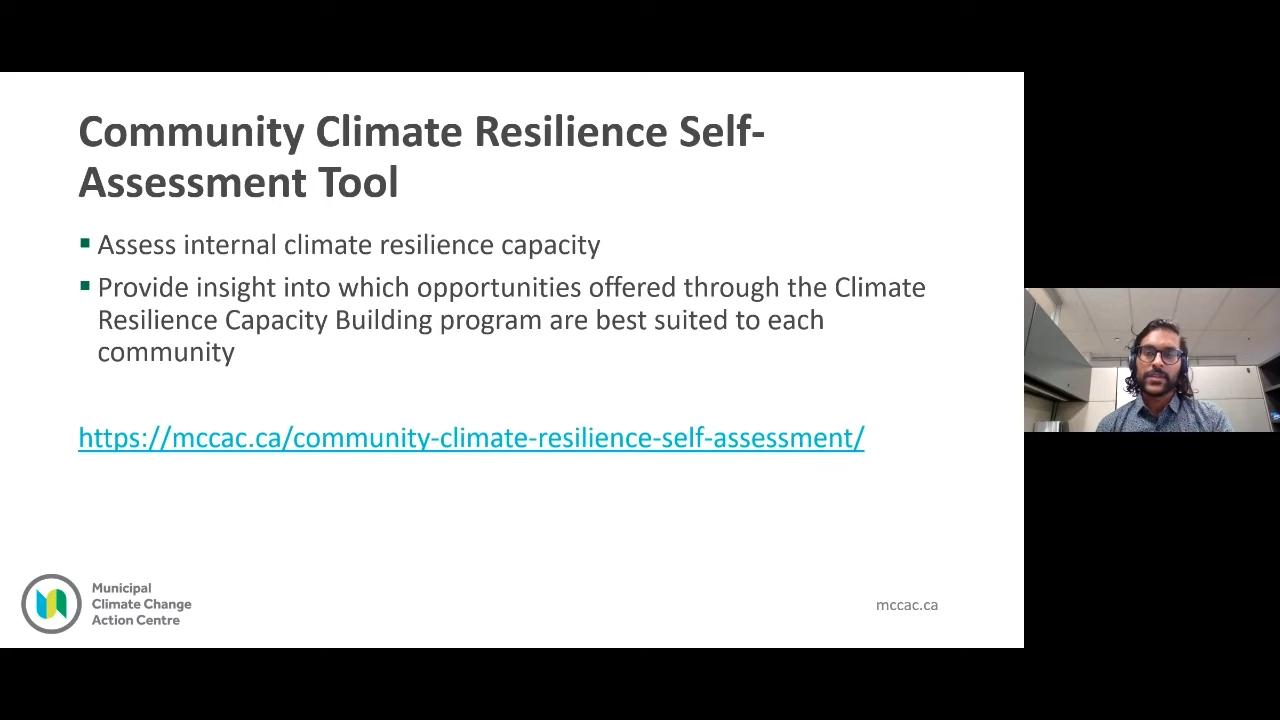 Community Climate Resilience Self-
Assessment Tool
Assess internal climate resilience capacity
Provide insight into which opportunities offered through the Climate
Resilience Capacity Building program are best suited to each
community
https://mccac.ca/community-climate-resilience-self-assessment/
Municipal
Climate Change
Action Centre
mccac.ca